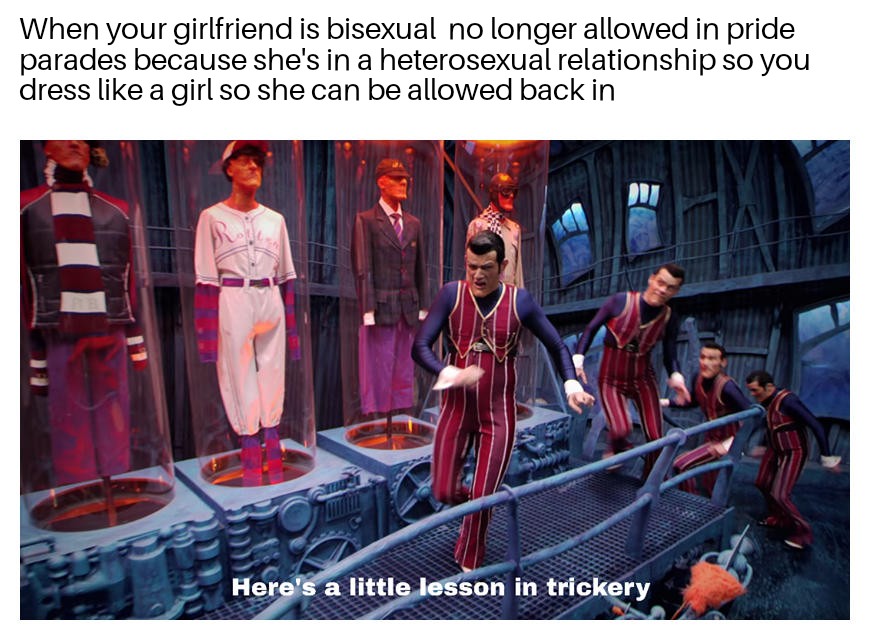 When your girlfriend is bisexual no longer allowed in pride
parades because she's in a heterosexual relationship so you
dress like a girl so she can be allowed back in
Rotten
Here's a little lesson in trickery